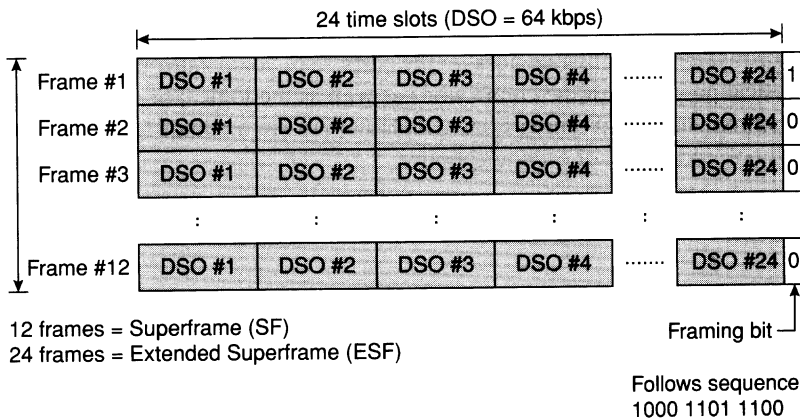 24 time slots (DSO = 64 kbps)
Frame #1 DSO #1 DSO #2 DSO #3 DSO #4 ....... DSO #24 1
Frame #2 DSO #1 DSO #2 DSO #3 DSO #4 ....... DSO #24 0
Frame #3 DSO #1 DSO #2 DSO #3 DSO #4 ....... DSO #24 0
: : : : : :
Frame #12 DSO #1 DSO #2 DSO #3 DSO #4 ....... DSO #24 0
12 frames = Superframe (SF)
24 frames = Extended Superframe (ESF)
Framing bit
Follows sequence
1000 1101 1100